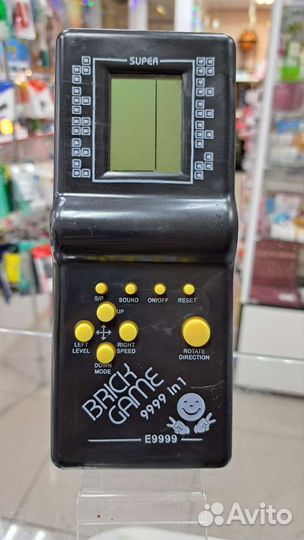 SUPER
S/P SOUND ON/OFF RESET
UP
LEFT
LEVEL
RIGHT
SPEED
DOWN
MODE
ROTATE
DIRECTION
BRICK
GAME
9999 in 1
E9999
Avito